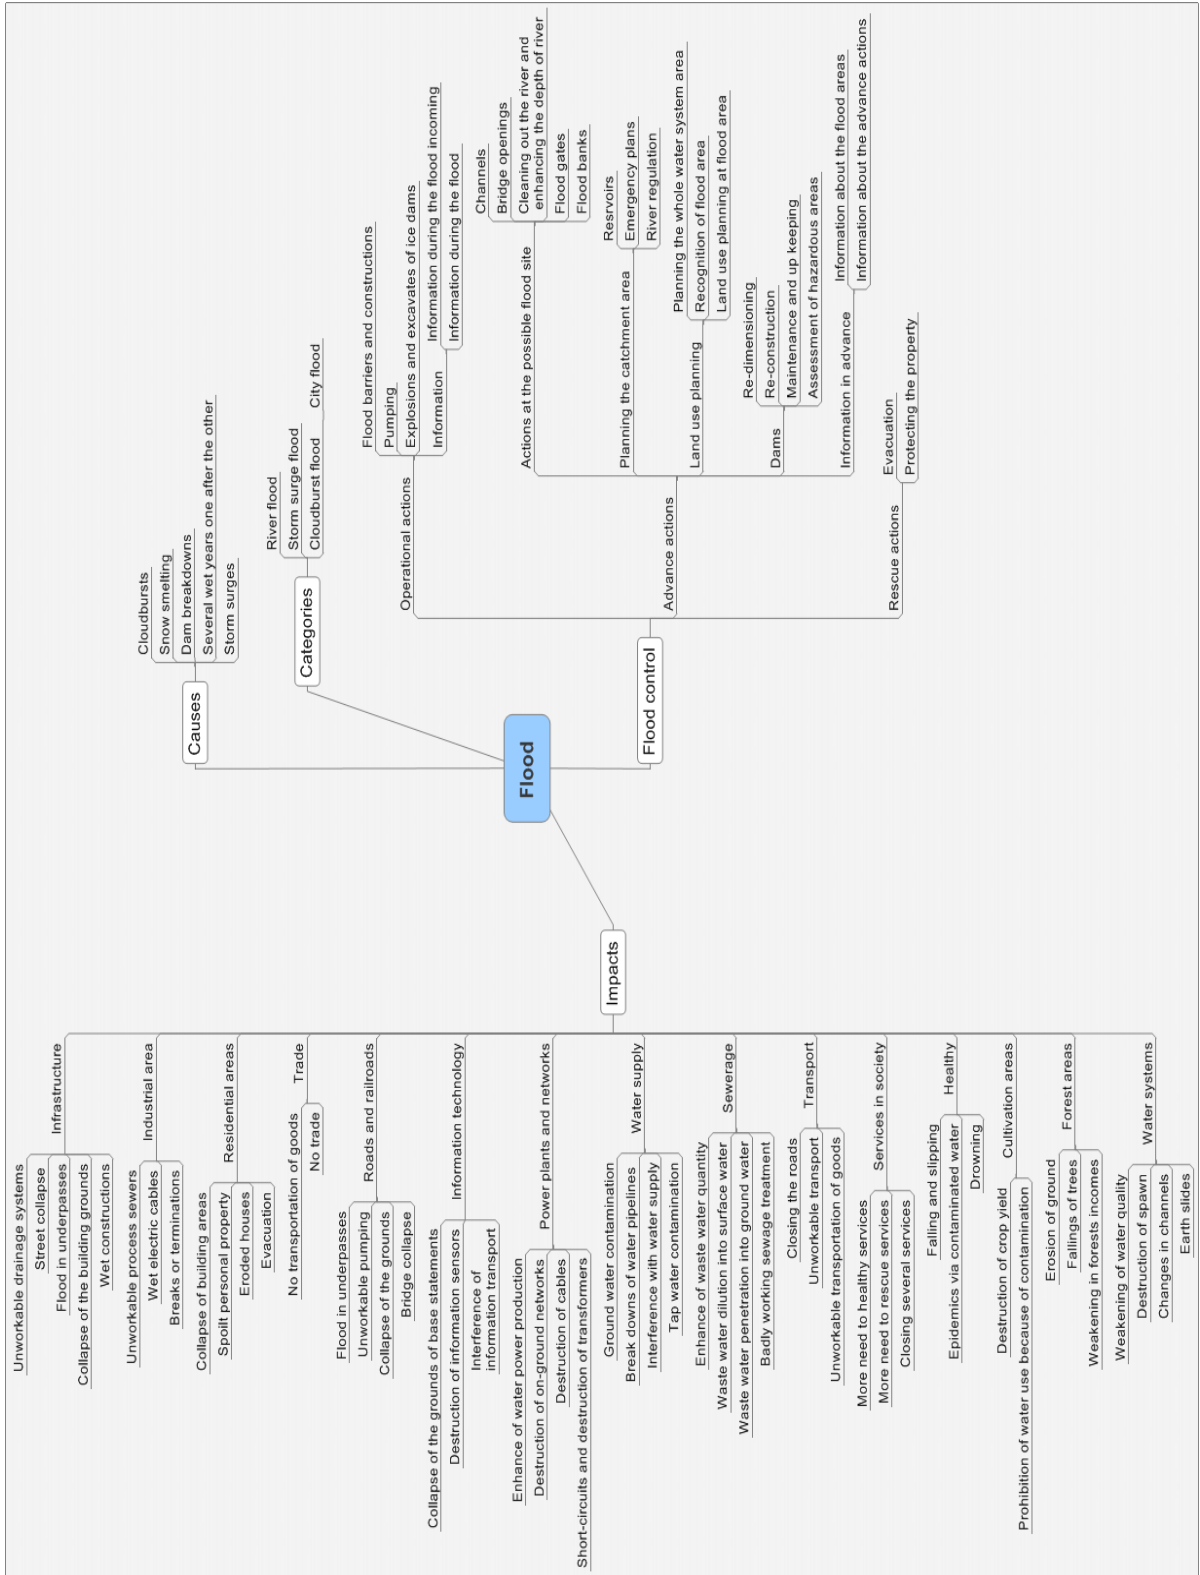 Flood
Causes
Cloudbursts
Snow smelting
Dam breakdowns
Several wet years one after the other
Storm surges
Categories
River flood
Storm surge flood
Cloudburst flood
City flood
Flood control
Operational actions
Flood barriers and constructions
Pumping
Explosions and excavates of ice dams
Information
Information during the flood incoming
Information during the flood
Advance actions
Actions at the possible flood site
Channels
Bridge openings
Cleaning out the river and
enhancing the depth of river
Flood gates
Flood banks
Planning the catchment area
Resrvoirs
Emergency plans
River regulation
Land use planning
Planning the whole water system area
Recognition of flood area
Land use planning at flood area
Dams
Re-dimensioning
Re-construction
Maintenance and up keeping
Assessment of hazardous areas
Information in advance
Information about the flood areas
Information about the advance actions
Rescue actions
Evacuation
Protecting the property
Impacts
Infrastructure
Unworkable drainage systems
Street collapse
Flood in underpasses
Collapse of the building grounds
Wet constructions
Industrial area
Unworkable process sewers
Wet electric cables
Breaks or terminations
Residential areas
Collapse of building areas
Spoilt personal property
Eroded houses
Evacuation
Trade
No transportation of goods
No trade
Roads and railroads
Flood in underpasses
Unworkable pumping
Collapse of the grounds
Bridge collapse
Information technology
Collapse of the grounds of base statements
Destruction of information sensors
Interference of
information transport
Power plants and networks
Enhance of water power production
Destruction of on-ground networks
Destruction of cables
Short-circuits and destruction of transformers
Water supply
Ground water contamination
Break downs of water pipelines
Interference with water supply
Tap water contamination
Sewerage
Enhance of waste water quantity
Waste water dilution into surface water
Waste water penetration into ground water
Badly working sewage treatment
Transport
Closing the roads
Unworkable transport
Unworkable transportation of goods
Services in society
More need to healthy services
More need to rescue services
Closing several services
Healthy
Falling and slipping
Epidemics via contaminated water
Drowning
Cultivation areas
Destruction of crop yield
Prohibition of water use because of contamination
Forest areas
Erosion of ground
Fallings of trees
Weakening in forests incomes
Water systems
Weakening of water quality
Destruction of spawn
Changes in channels
Earth slides